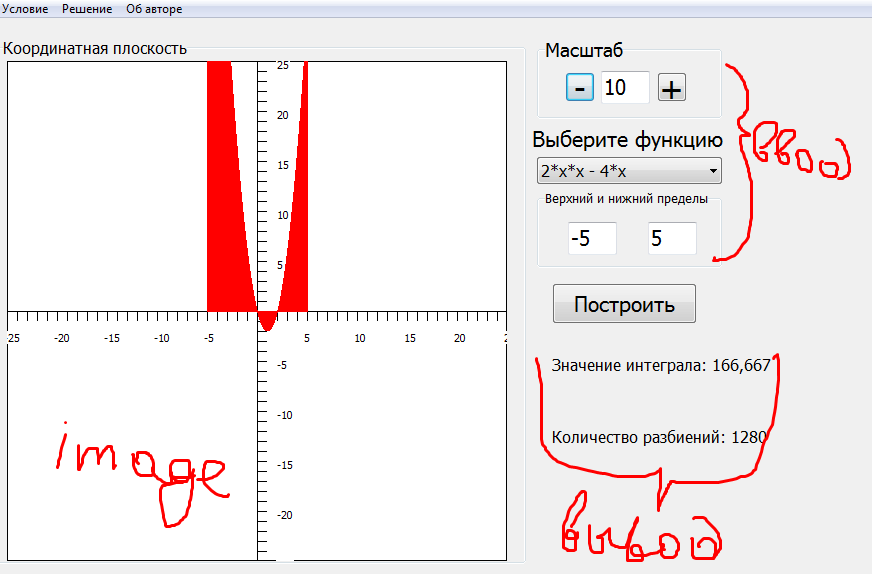 Условие Решение Об авторе
Координатная плоскость
25
20
15
10
5
25 -20 -15 -10 -5 5 10 15 20 2
-5
-10
-15
-20
image
Масштаб
- 10 +
Выберите функцию
2*x*x - 4*x
Верхний и нижний пределы
-5 5
ввод
Построить
Значение интеграла: 166,667
Количество разбиений: 1280
вывод